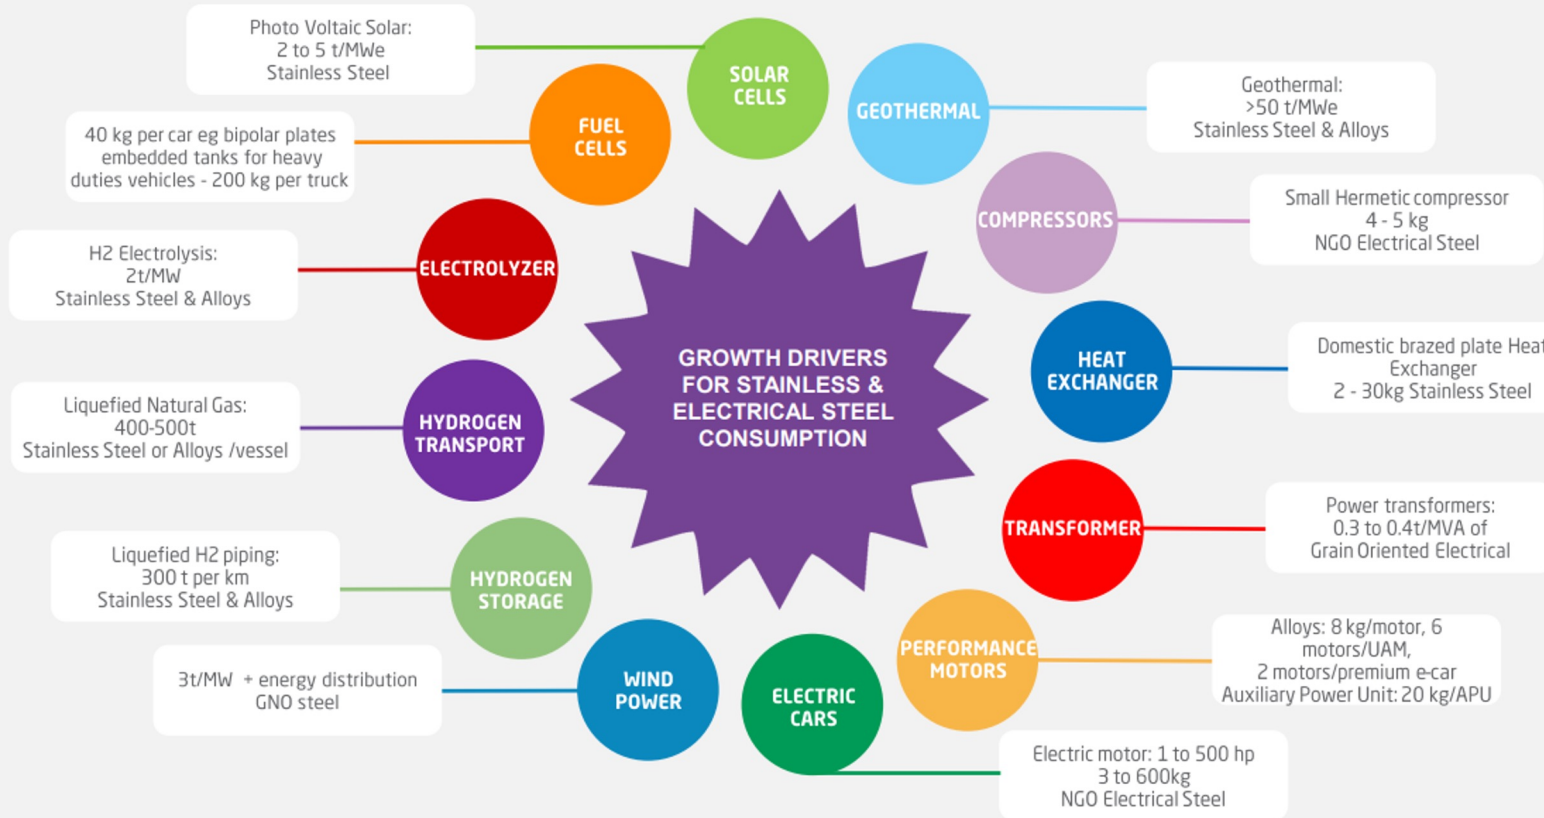 Photo Voltaic Solar:
2 to 5 t/MWe
Stainless Steel
SOLAR
CELLS
GEOTHERMAL
Geothermal:
>50 t/MWe
Stainless Steel & Alloys
40 kg per car eg bipolar plates
embedded tanks for heavy
duties vehicles - 200 kg per truck
FUEL
CELLS
COMPRESSORS
Small Hermetic compressor
4 - 5 kg
NGO Electrical Steel
H2 Electrolysis:
2t/MW
Stainless Steel & Alloys
ELECTROLYZER
GROWTH DRIVERS
FOR STAINLESS &
ELECTRICAL STEEL
CONSUMPTION
HEAT
EXCHANGER
Domestic brazed plate Heat
Exchanger
2 - 30kg Stainless Steel
Liquefied Natural Gas:
400-500t
Stainless Steel or Alloys /vessel
HYDROGEN
TRANSPORT
TRANSFORMER
Power transformers:
0.3 to 0.4t/MVA of
Grain Oriented Electrical
Liquefied H2 piping:
300 t per km
Stainless Steel & Alloys
HYDROGEN
STORAGE
PERFORMANCE
MOTORS
Alloys: 8 kg/motor, 6
motors/UAM,
2 motors/premium e-car
Auxiliary Power Unit: 20 kg/APU
3t/MW + energy distribution
GNO steel
WIND
POWER
ELECTRIC
CARS
Electric motor: 1 to 500 hp
3 to 600kg
NGO Electrical Steel